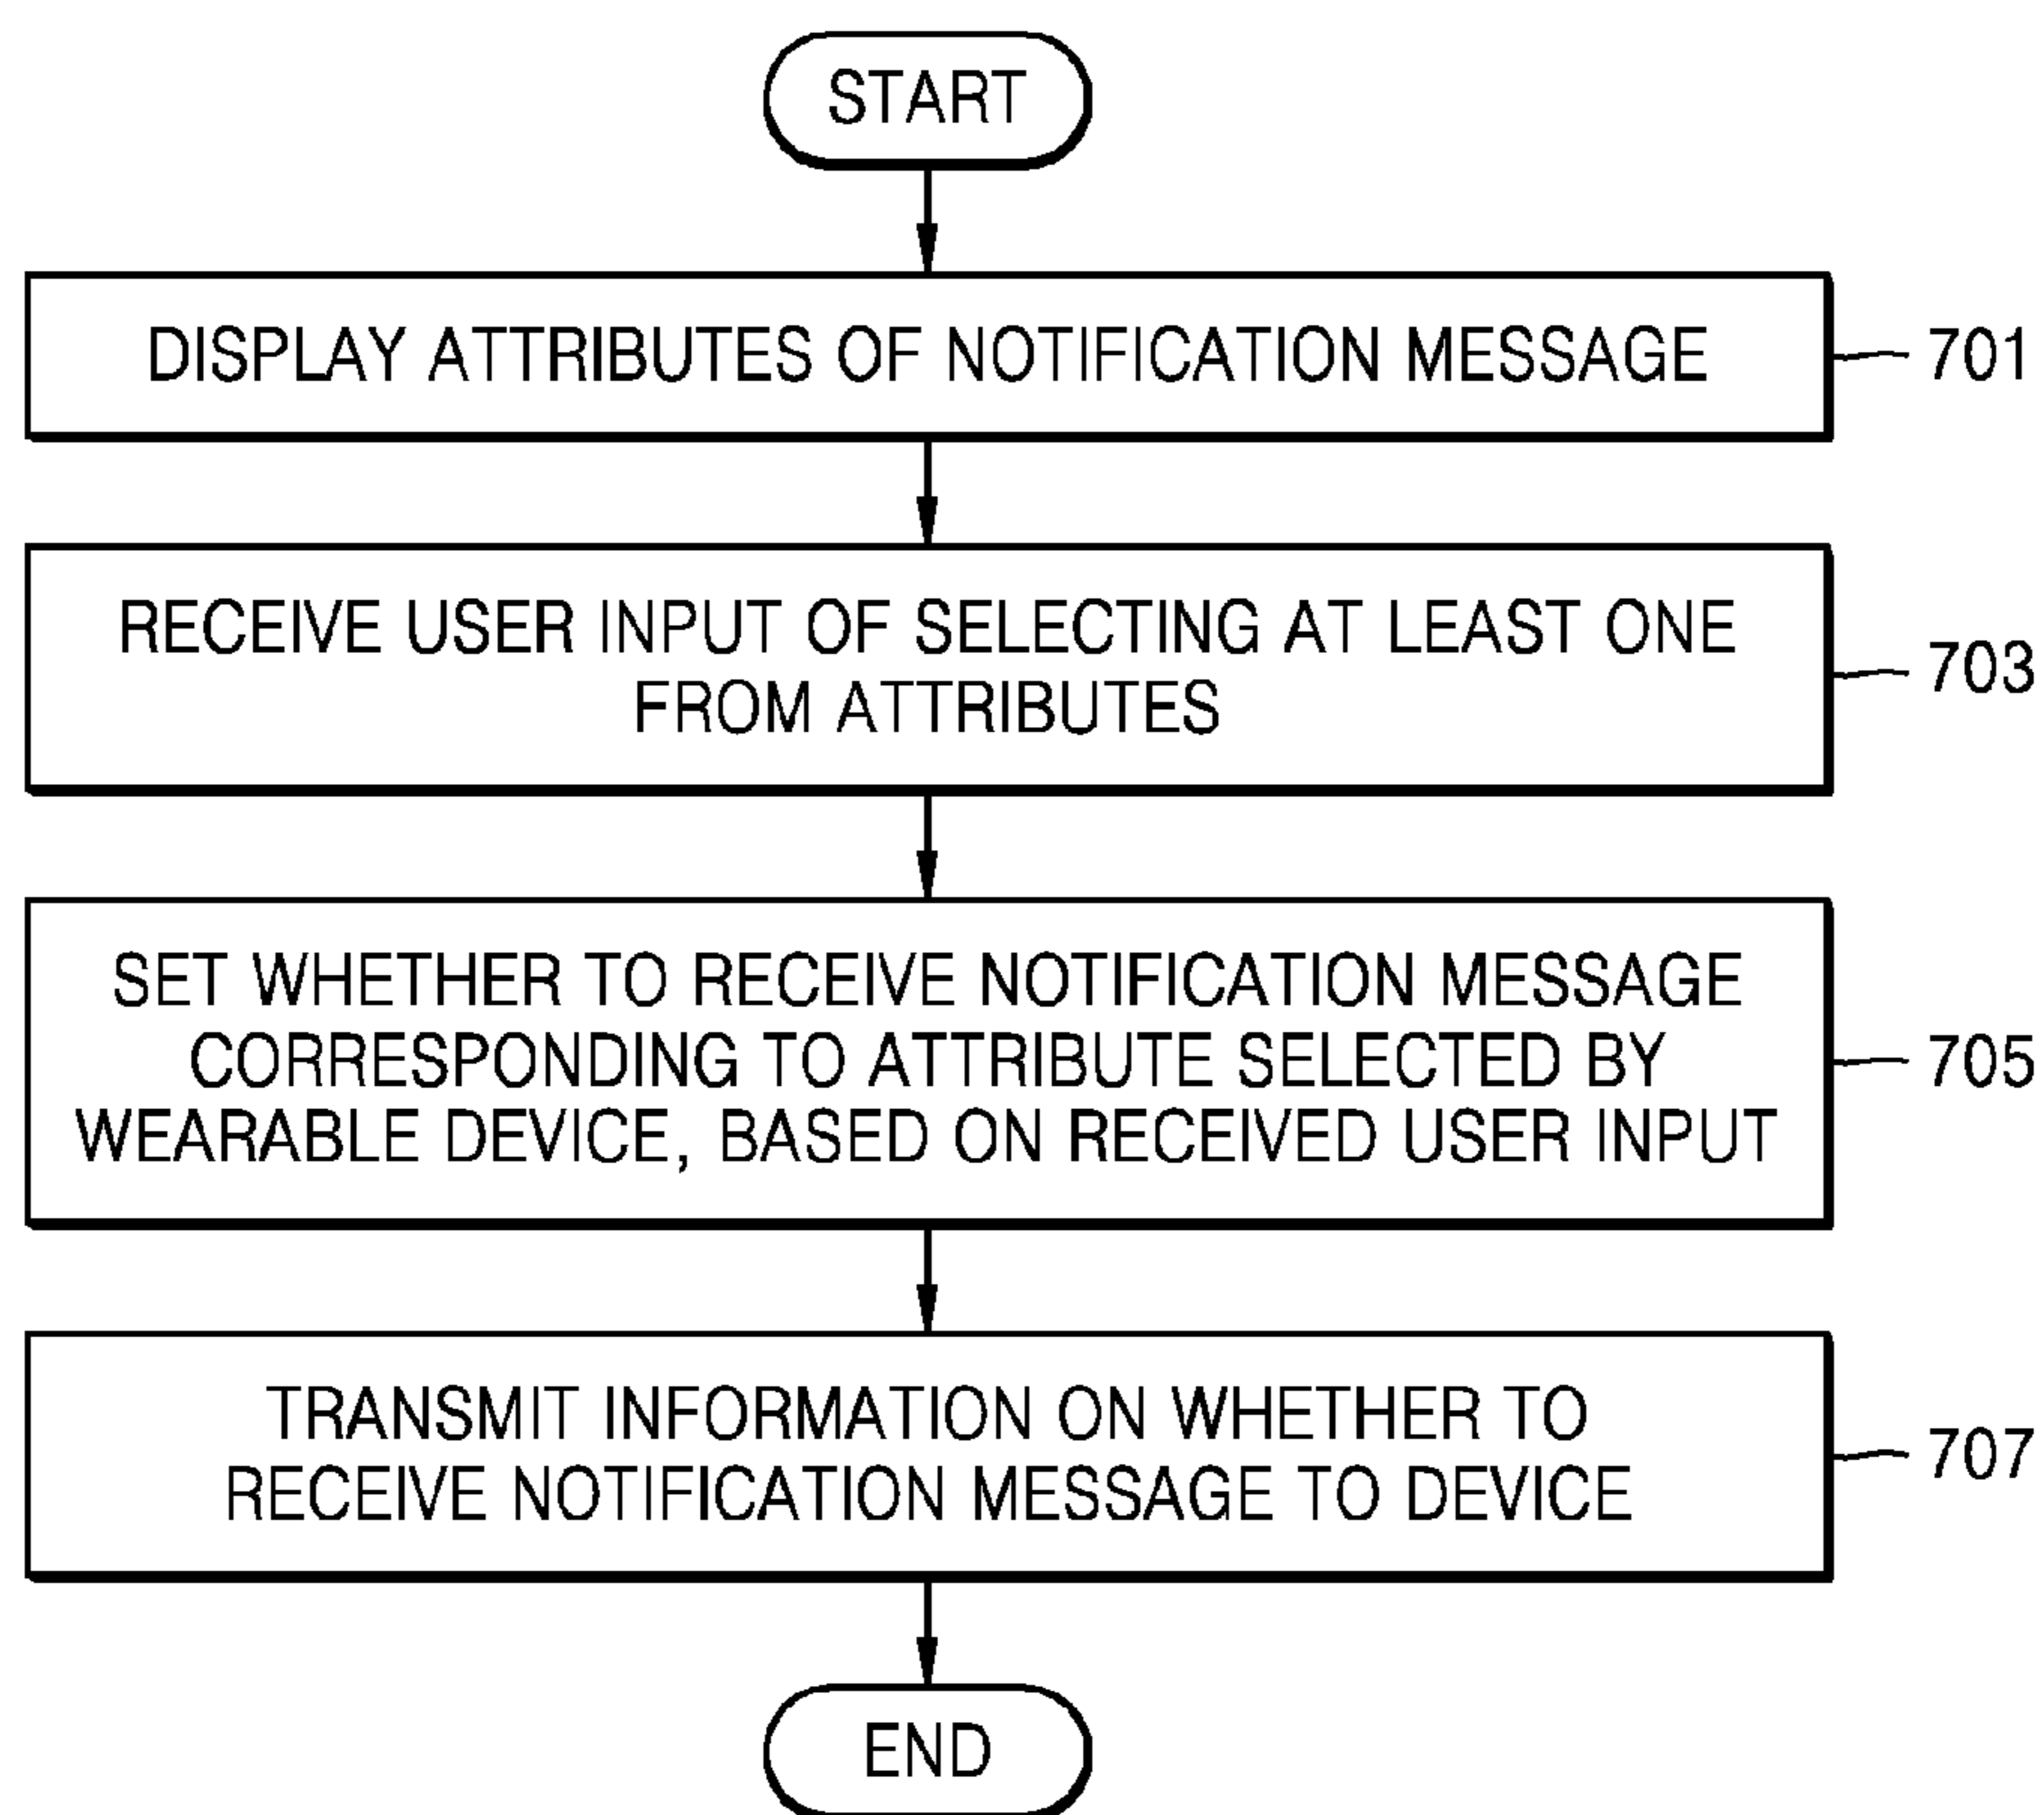 START
DISPLAY ATTRIBUTES OF NOTIFICATION MESSAGE
701
RECEIVE USER INPUT OF SELECTING AT LEAST ONE
FROM ATTRIBUTES
703
SET WHETHER TO RECEIVE NOTIFICATION MESSAGE
CORRESPONDING TO ATTRIBUTE SELECTED BY
WEARABLE DEVICE, BASED ON RECEIVED USER INPUT
705
TRANSMIT INFORMATION ON WHETHER TO
RECEIVE NOTIFICATION MESSAGE TO DEVICE
707
END